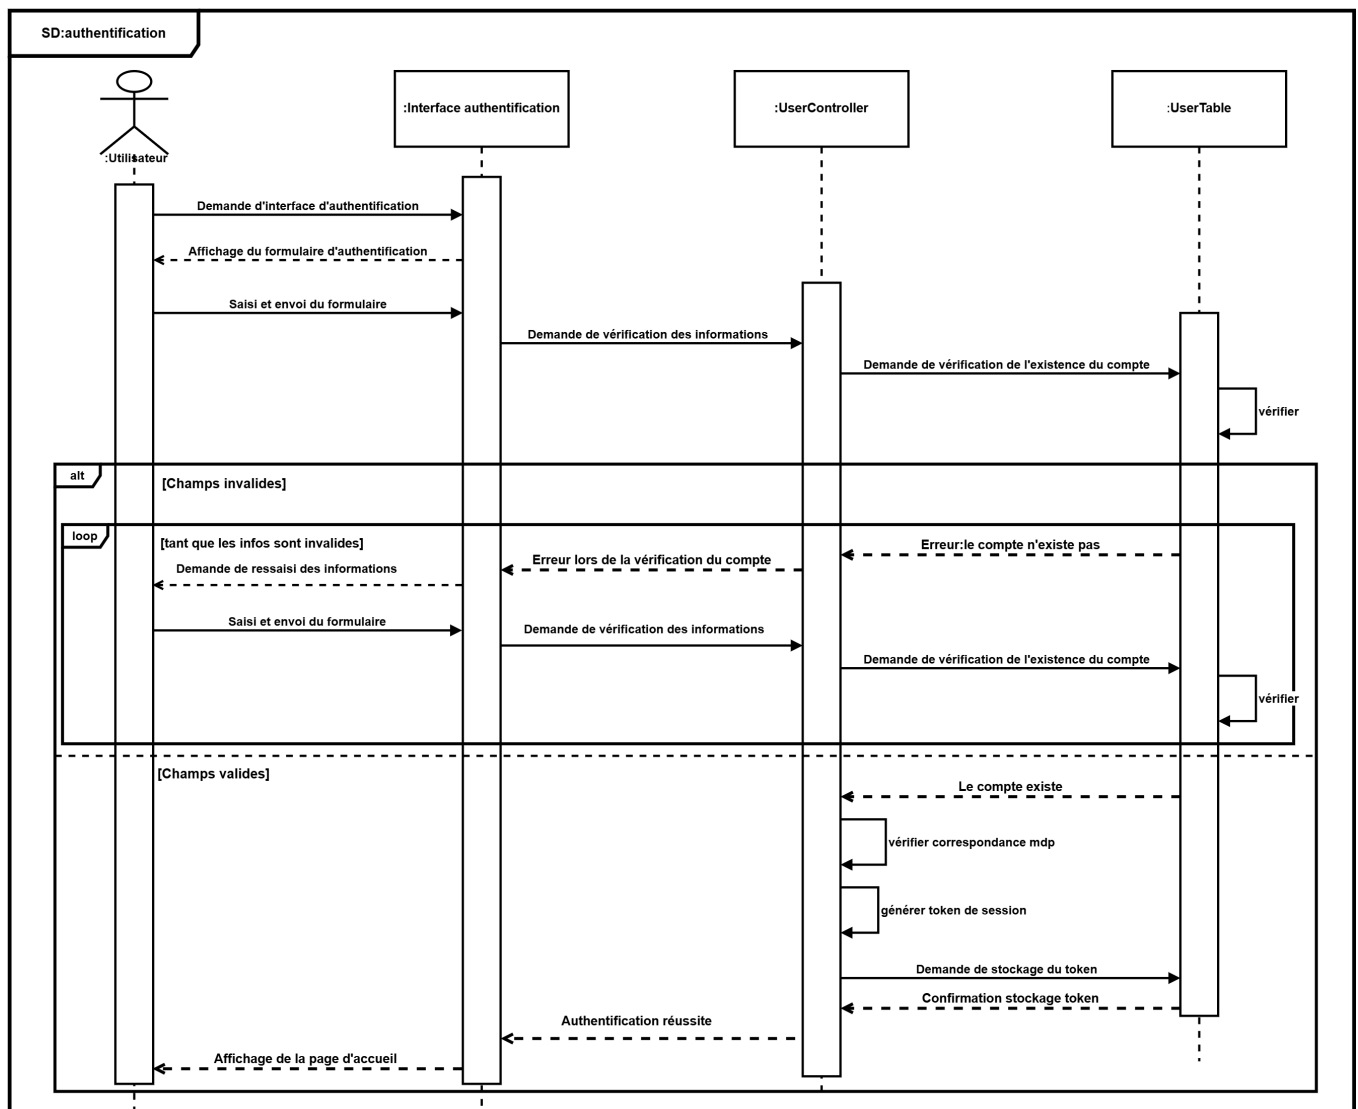 SD:authentification
:Utilisateur
:Interface authentification
:UserController
:UserTable
Demande d'interface d'authentification
Affichage du formulaire d'authentification
Saisi et envoi du formulaire
Demande de vérification des informations
Demande de vérification de l'existence du compte
vérifier
alt
[Champs invalides]
loop
[tant que les infos sont invalides]
Erreur:le compte n'existe pas
Erreur lors de la vérification du compte
Demande de ressaisi des informations
Saisi et envoi du formulaire
Demande de vérification des informations
Demande de vérification de l'existence du compte
vérifier
[Champs valides]
Le compte existe
vérifier correspondance mdp
générer token de session
Demande de stockage du token
Confirmation stockage token
Authentification réussite
Affichage de la page d'accueil